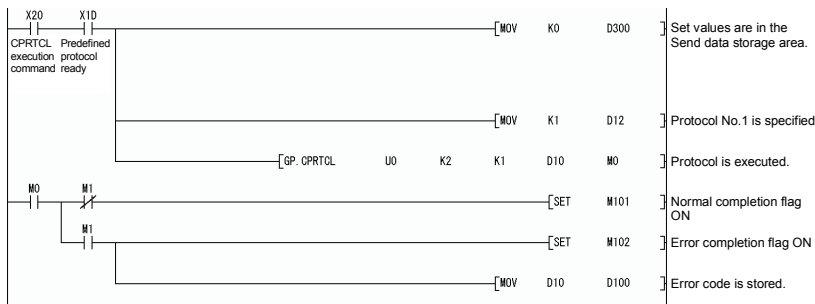 X20 X1D
[MOV K0 D300]
Set values are in the
Send data storage area.
CPRTCL Predefined
execution protocol
command ready
[MOV K1 D12]
Protocol No.1 is specified
[GP.CPRTCL U0 K2 K1 D10 M0]
Protocol is executed.
M0 M1
[SET M101]
Normal completion flag
ON
M1
[SET M102]
Error completion flag ON
[MOV D10 D100]
Error code is stored.